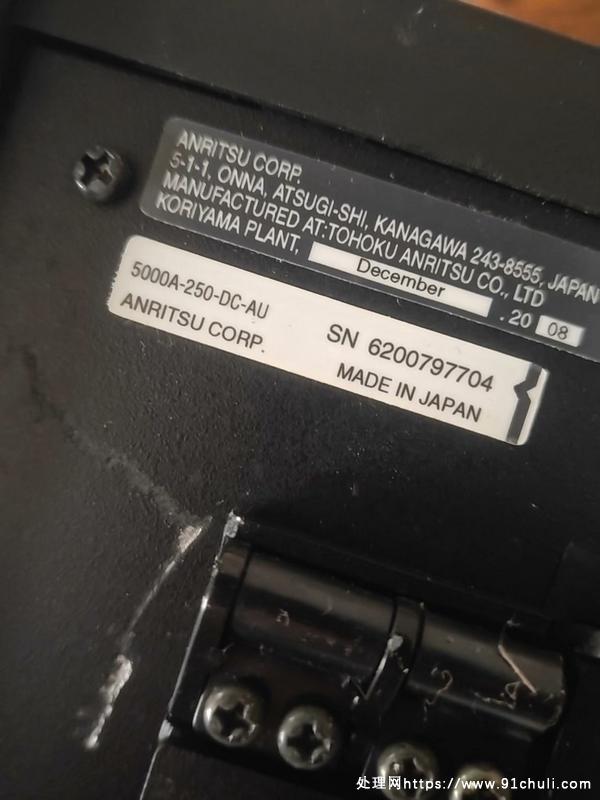 ANRITSU CORP.
5-1-1, ONNA, ATSUGI-SHI, KANAGAWA 243-8555, JAPAN
MANUFACTURED AT:TOHOKU ANRITSU CO., LTD
KORIYAMA PLANT, December .20 08
5000A-250-DC-AU
ANRITSU CORP.
SN 6200797704
MADE IN JAPAN
处理网https://www.91chuli.com/